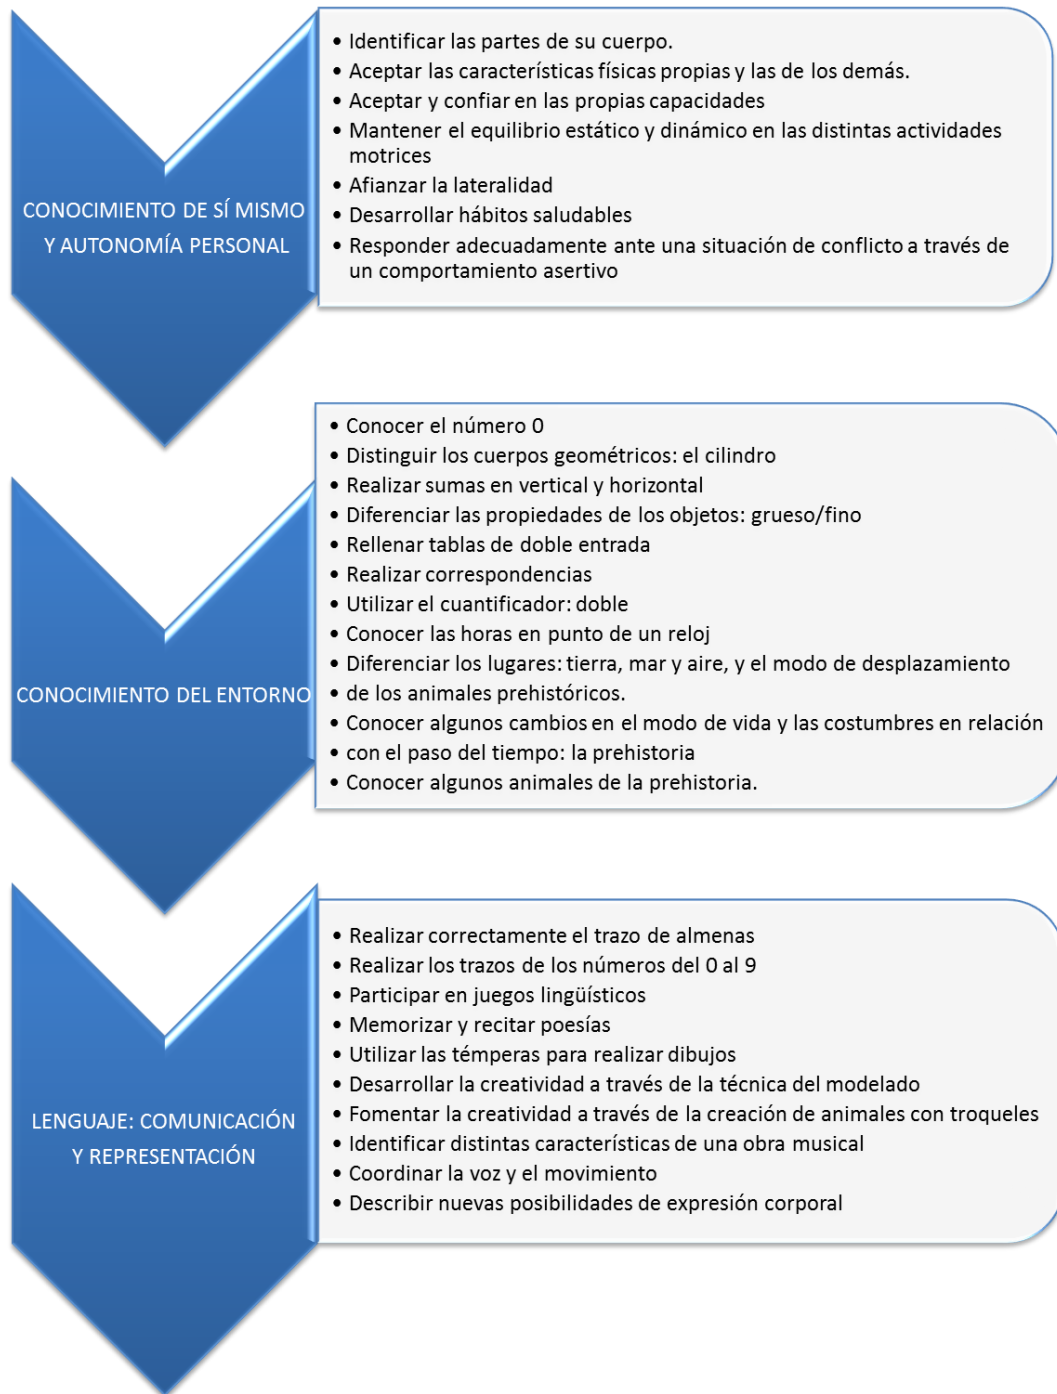 CONOCIMIENTO DE SÍ MISMO
Y AUTONOMÍA PERSONAL
• Identificar las partes de su cuerpo.
• Aceptar las características físicas propias y las de los demás.
• Aceptar y confiar en las propias capacidades
• Mantener el equilibrio estático y dinámico en las distintas actividades
motrices
• Afianzar la lateralidad
• Desarrollar hábitos saludables
• Responder adecuadamente ante una situación de conflicto a través de
un comportamiento asertivo
CONOCIMIENTO DEL ENTORNO
• Conocer el número 0
• Distinguir los cuerpos geométricos: el cilindro
• Realizar sumas en vertical y horizontal
• Diferenciar las propiedades de los objetos: grueso/fino
• Rellenar tablas de doble entrada
• Realizar correspondencias
• Utilizar el cuantificador: doble
• Conocer las horas en punto de un reloj
• Diferenciar los lugares: tierra, mar y aire, y el modo de desplazamiento
• de los animales prehistóricos.
• Conocer algunos cambios en el modo de vida y las costumbres en relación
• con el paso del tiempo: la prehistoria
• Conocer algunos animales de la prehistoria.
LENGUAJE: COMUNICACIÓN
Y REPRESENTACIÓN
• Realizar correctamente el trazo de almenas
• Realizar los trazos de los números del 0 al 9
• Participar en juegos lingüísticos
• Memorizar y recitar poesías
• Utilizar las témperas para realizar dibujos
• Desarrollar la creatividad a través de la técnica del modelado
• Fomentar la creatividad a través de la creación de animales con troqueles
• Identificar distintas características de una obra musical
• Coordinar la voz y el movimiento
• Describir nuevas posibilidades de expresión corporal